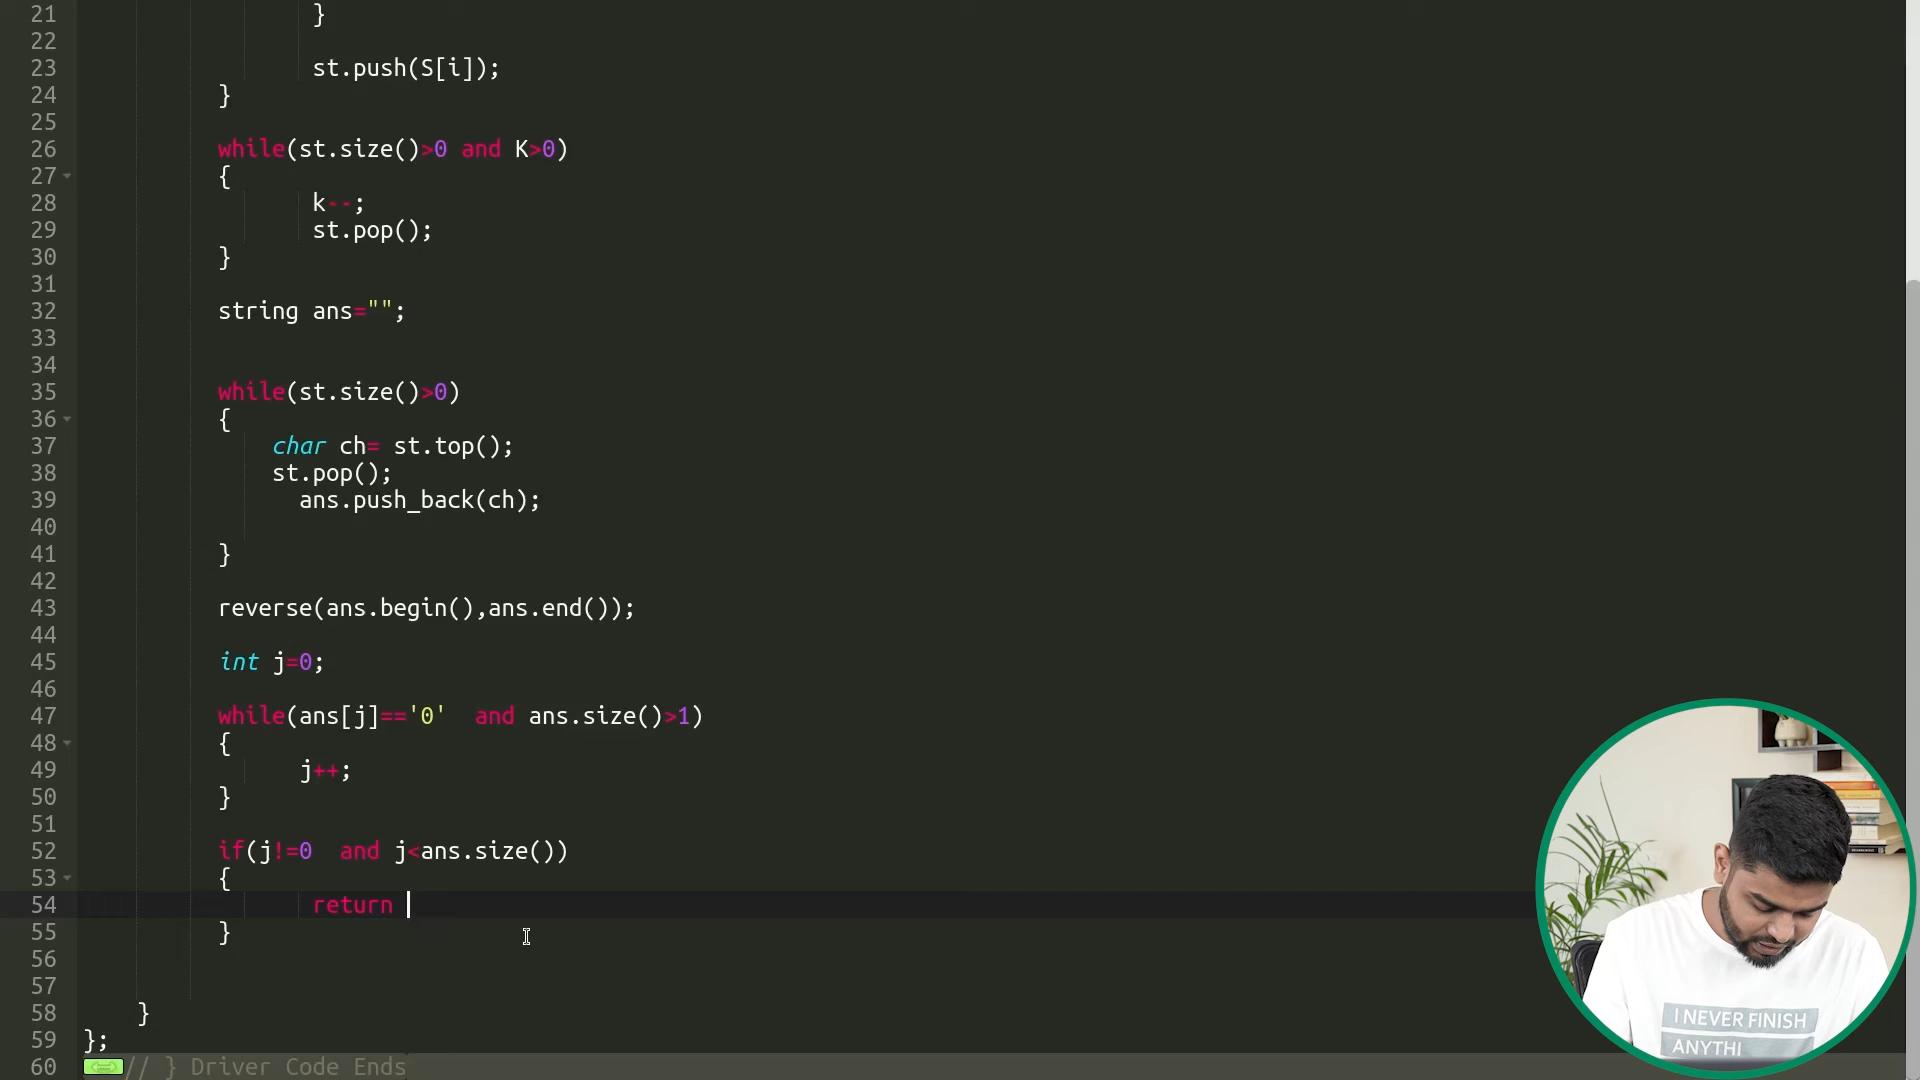 21 }
22
23 st.push(S[i]);
24 }
25
26 while(st.size()>0 and K>0)
27 {
28 k--;
29 st.pop();
30 }
31
32 string ans="";
33
34
35 while(st.size()>0)
36 {
37 char ch= st.top();
38 st.pop();
39 ans.push_back(ch);
40
41 }
42
43 reverse(ans.begin(),ans.end());
44
45 int j=0;
46
47 while(ans[j]=='0' and ans.size()>1)
48 {
49 j++;
50 }
51
52 if(j!=0 and j<ans.size())
53 {
54 return
55 }
56
57
58 }
59 };
60 // } Driver Code Ends
I NEVER FINISH
ANYTHI